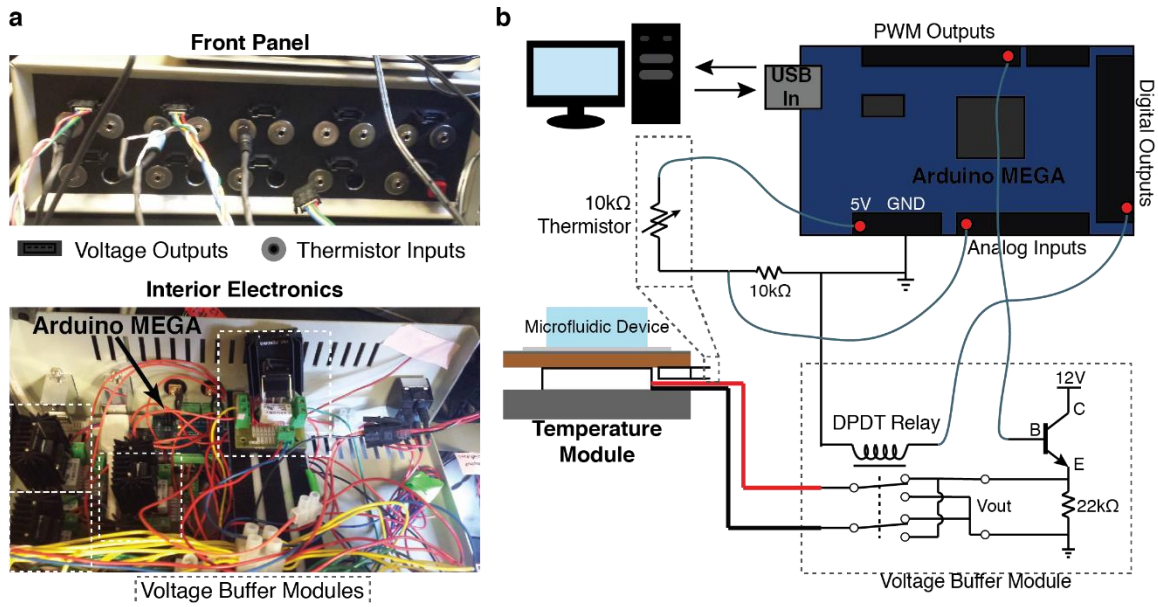 a
Front Panel
Voltage Outputs
Thermistor Inputs
Interior Electronics
Arduino MEGA
Voltage Buffer Modules
b
PWM Outputs
USB
In
Digital Outputs
Arduino MEGA
5V
GND
Analog Inputs
10kΩ
Thermistor
10kΩ
Microfluidic Device
Temperature
Module
12V
C
B
E
DPDT Relay
Vout
22kΩ
Voltage Buffer Module